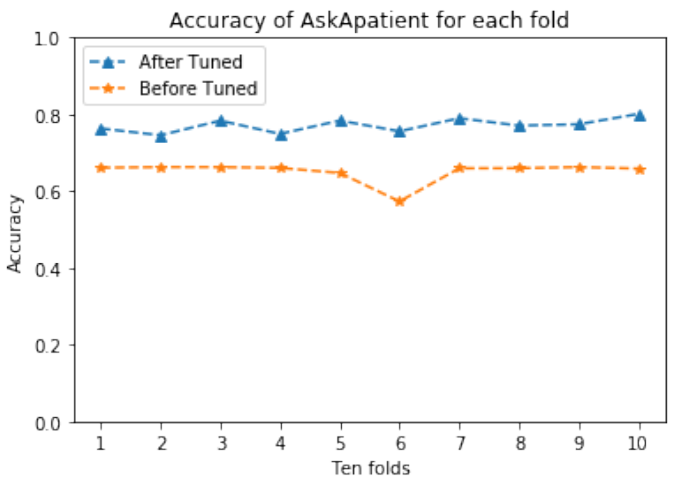 Accuracy of AskApatient for each fold
1.0
After Tuned
Before Tuned
0.8
0.6
0.4
0.2
0.0
Accuracy
1 2 3 4 5 6 7 8 9 10
Ten folds